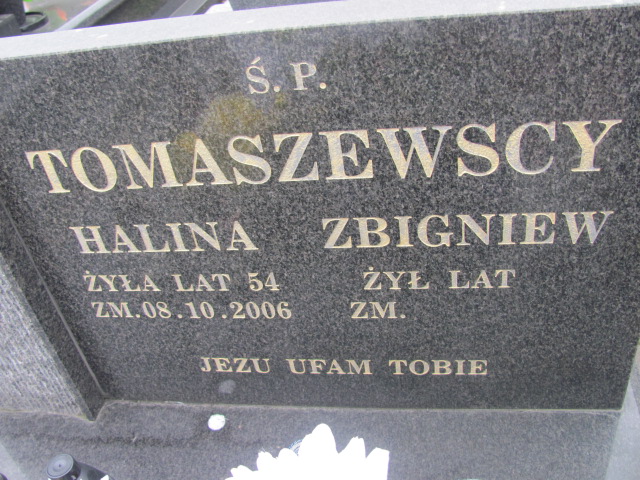 Ś. P.
TOMASZEWSCY
HALINA ZBIGNIEW
ŻYŁA LAT 54 ŻYŁ LAT
ZM.08.10.2006 ZM.
JEZU UFAM TOBIE